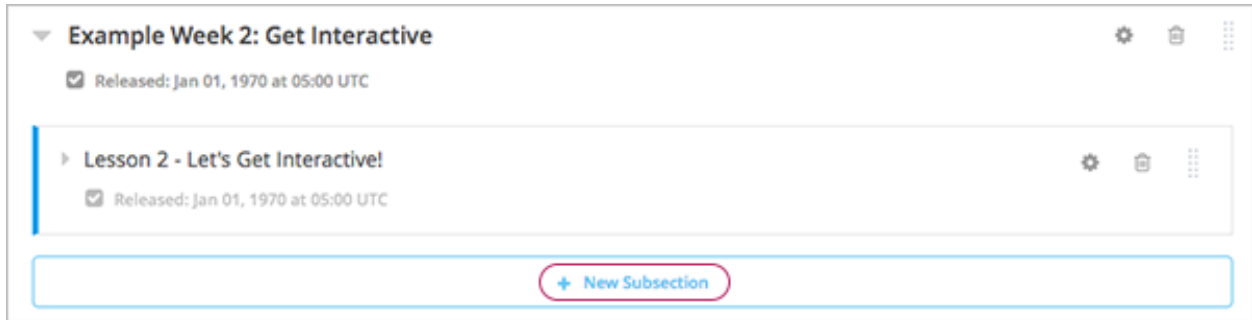 Example Week 2: Get Interactive
Released: Jan 01, 1970 at 05:00 UTC
Lesson 2 - Let's Get Interactive!
Released: Jan 01, 1970 at 05:00 UTC
+ New Subsection